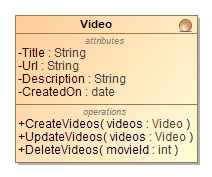 Video
attributes
-Title : String
-Url : String
-Description : String
-CreatedOn : date
operations
+CreateVideos( videos : Video )
+UpdateVideos( videos : Video )
+DeleteVideos( movieId : int )